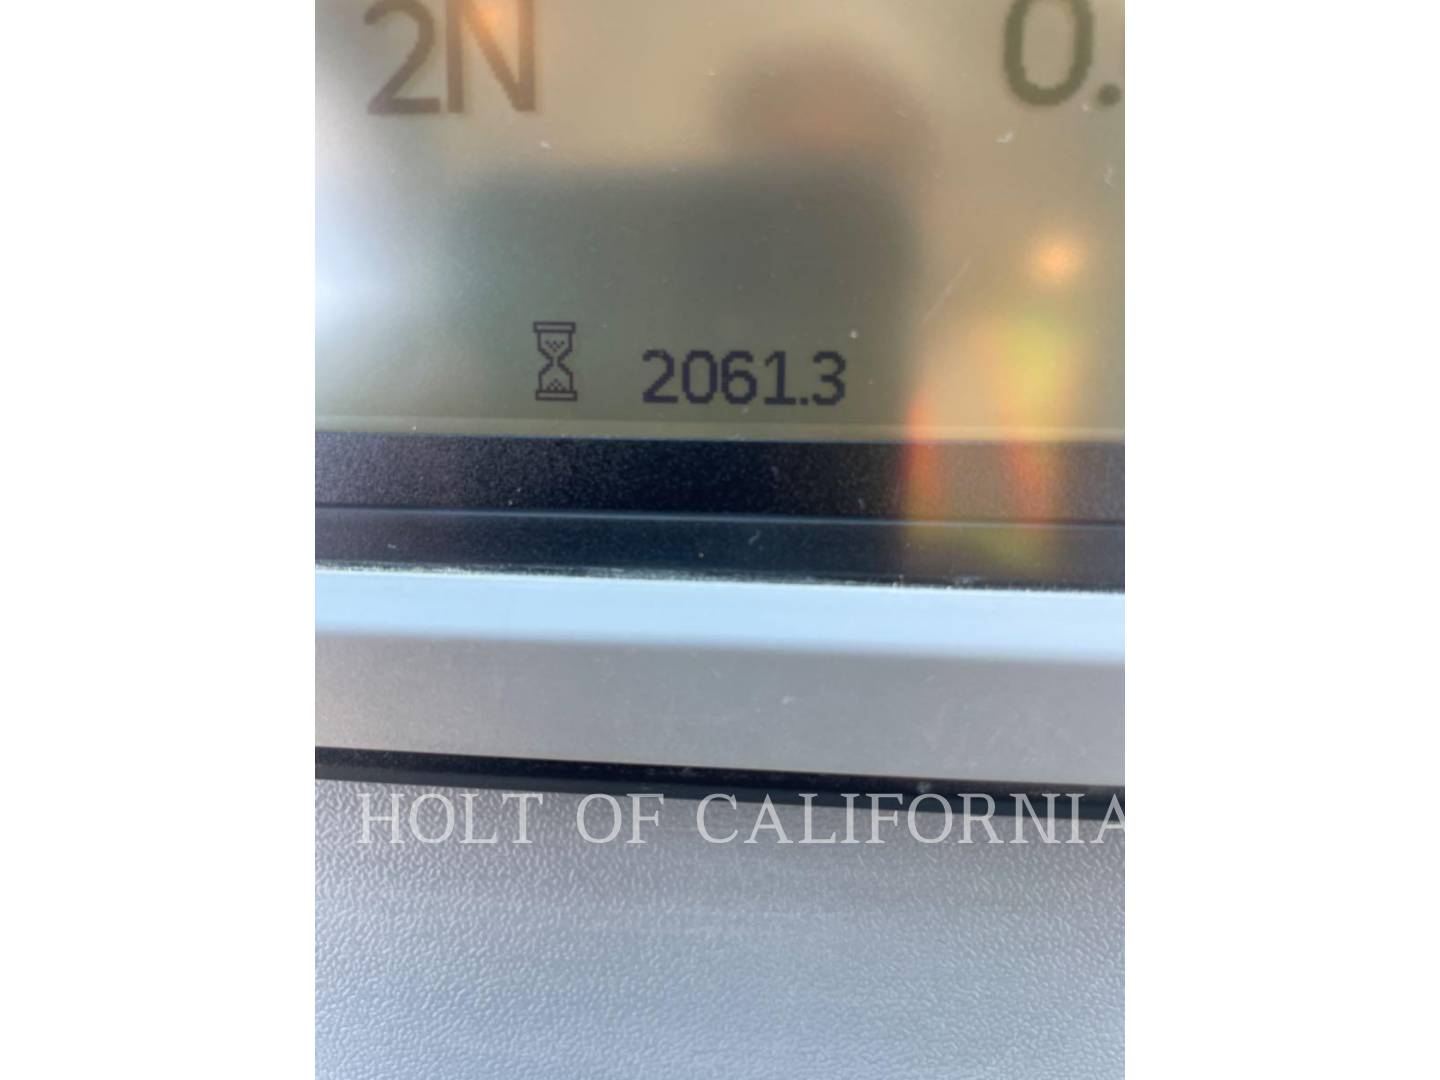 2N 0.
2061.3
HOLT OF CALIFORNIA